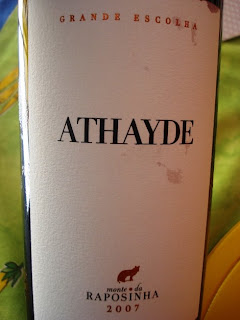 GRANDE ESCOLHA
ATHAYDE
monte • da
RAPOSINHA
2007